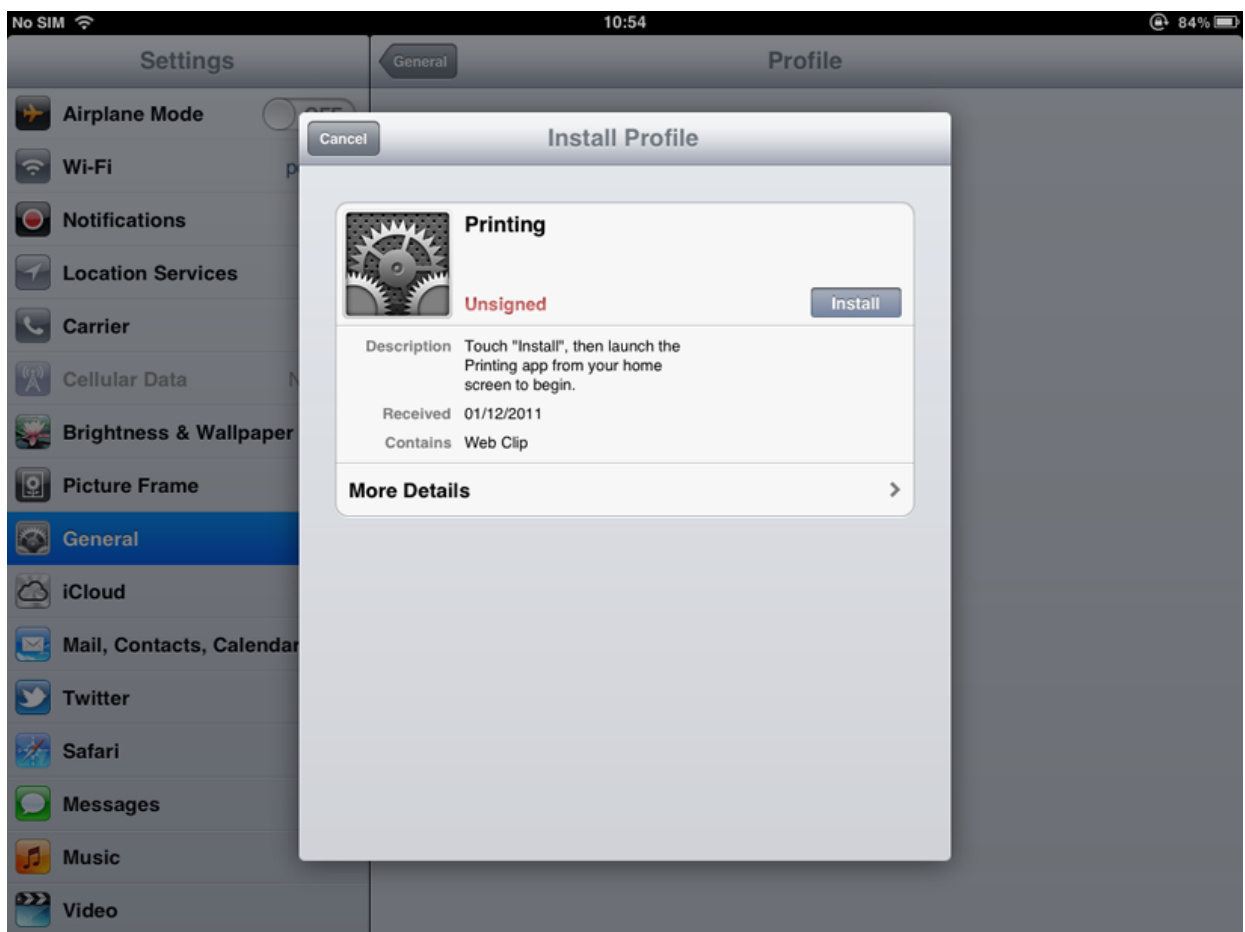 No SIM 10:54 84%
Settings
General
Profile
Airplane Mode
Wi-Fi
Notifications
Location Services
Carrier
Cellular Data
Brightness & Wallpaper
Picture Frame
General
iCloud
Mail, Contacts, Calendar
Twitter
Safari
Messages
Music
Video
Cancel
Install Profile
Printing
Unsigned
Install
Description Touch "Install", then launch the
Printing app from your home
screen to begin.
Received 01/12/2011
Contains Web Clip
More Details